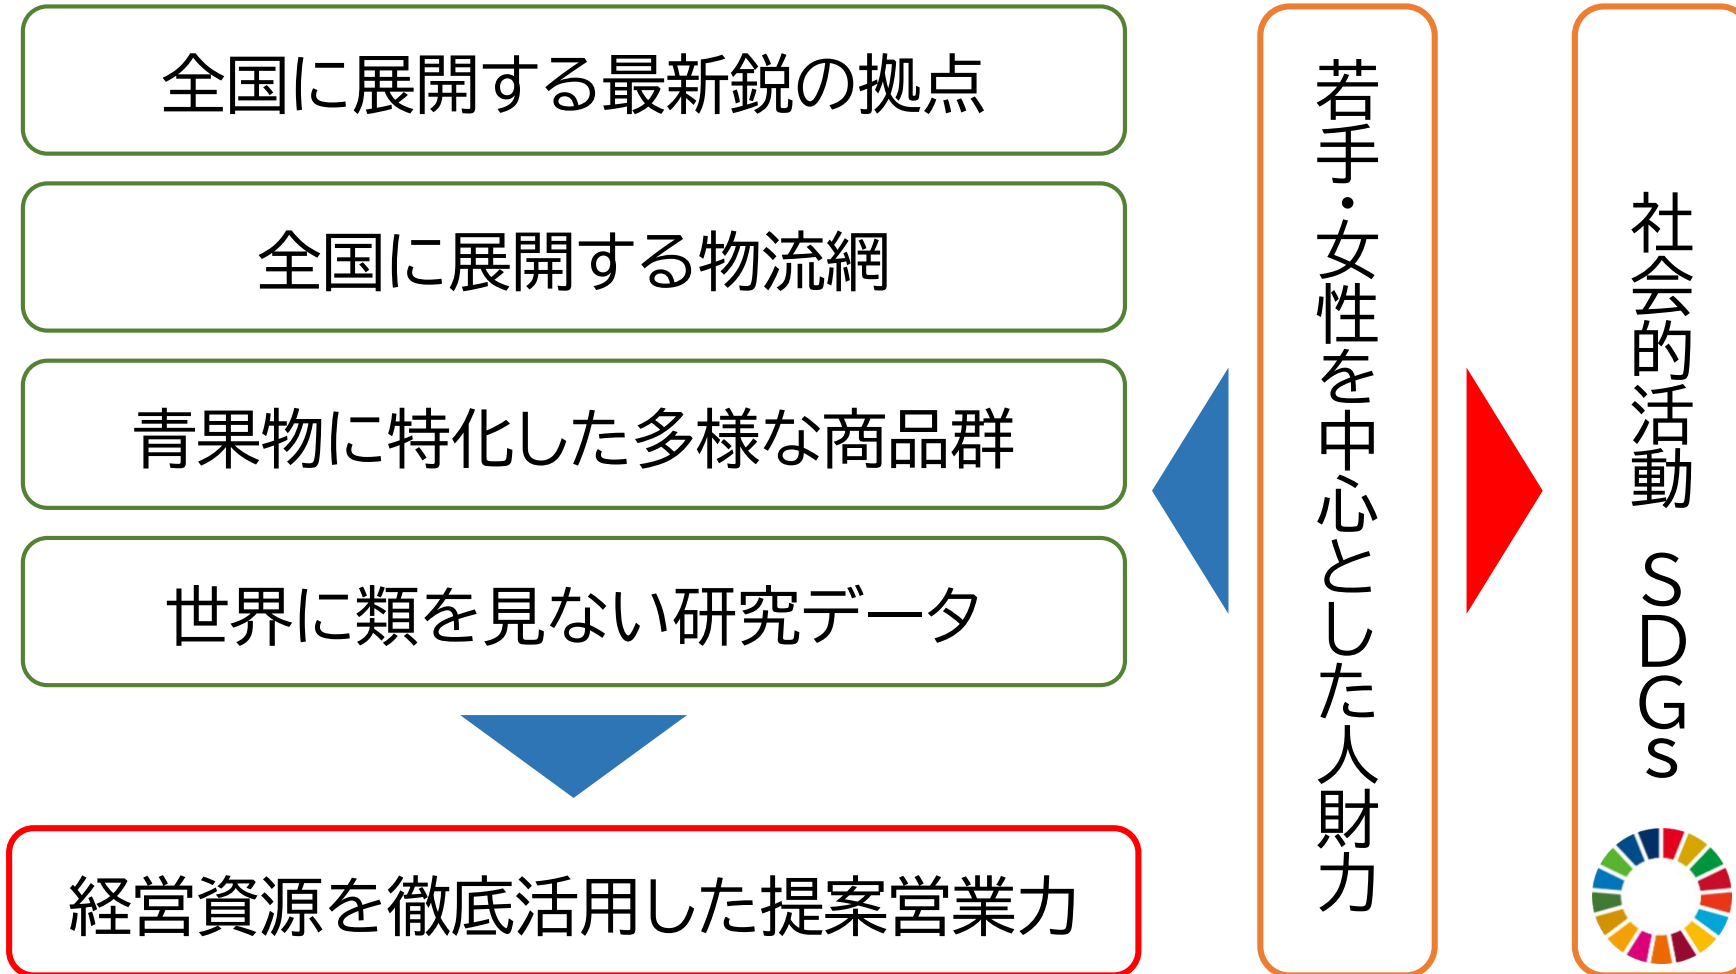 全国に展開する最新鋭の拠点
全国に展開する物流網
青果物に特化した多様な商品群
世界に類を見ない研究データ
経営資源を徹底活用した提案営業力
若手・女性を中心とした人財力
社会的活動 SDGs